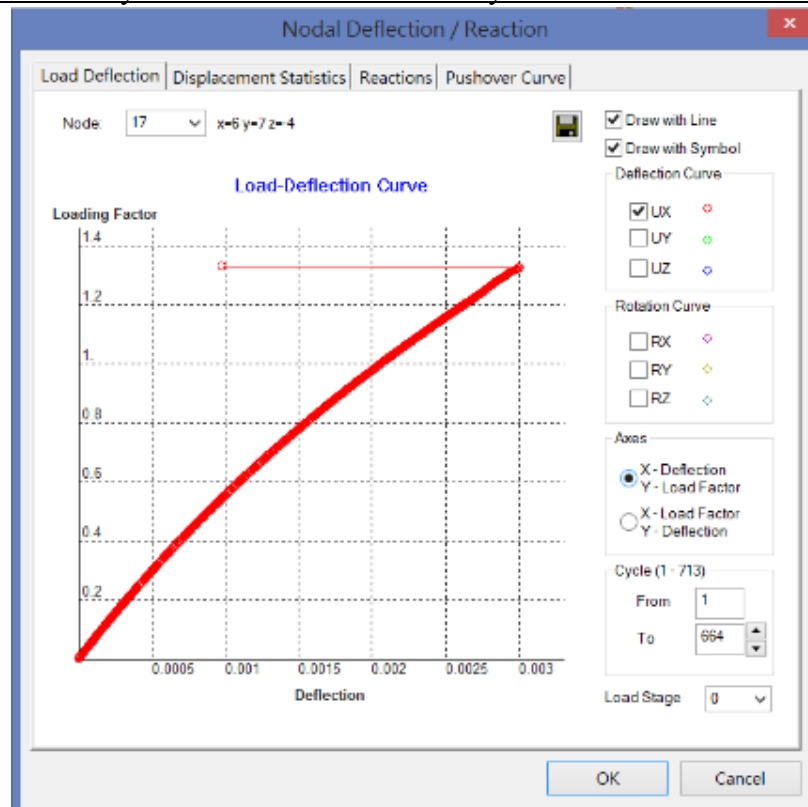 Nodal Deflection / Reaction
×
Load Deflection Displacement Statistics Reactions Pushover Curve
Node: 17 x=6 y=7 z=-4
Load-Deflection Curve
Loading Factor
1.4
1.2
1.
0.8
0.6
0.4
0.2
0.0005 0.001 0.0015 0.002 0.0025 0.003
Deflection
Draw with Line
Draw with Symbol
Deflection Curve
UX
UY
UZ
Rotation Curve
RX
RY
RZ
Axes
X - Deflection
Y - Load Factor
X - Load Factor
Y - Deflection
Cycle (1 - 713)
From 1
To 664
Load Stage 0
OK Cancel